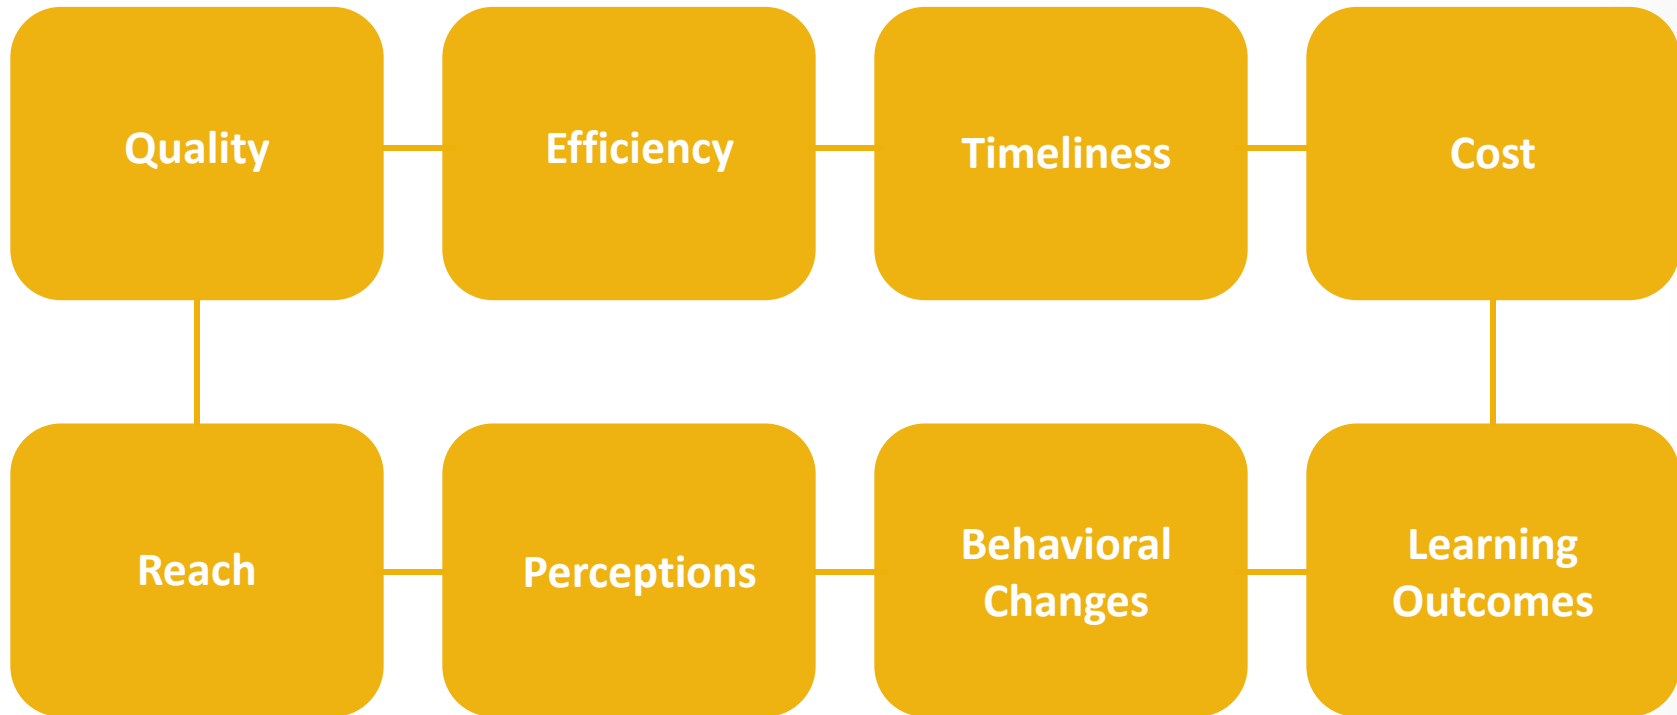 Quality
Efficiency
Timeliness
Cost
Reach
Perceptions
Behavioral
Changes
Learning
Outcomes